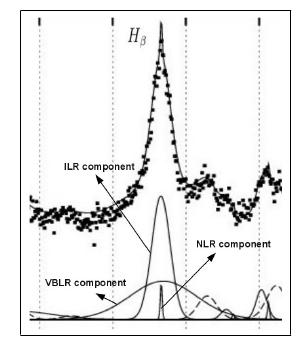 Hβ
ILR component
NLR component
VBLR component